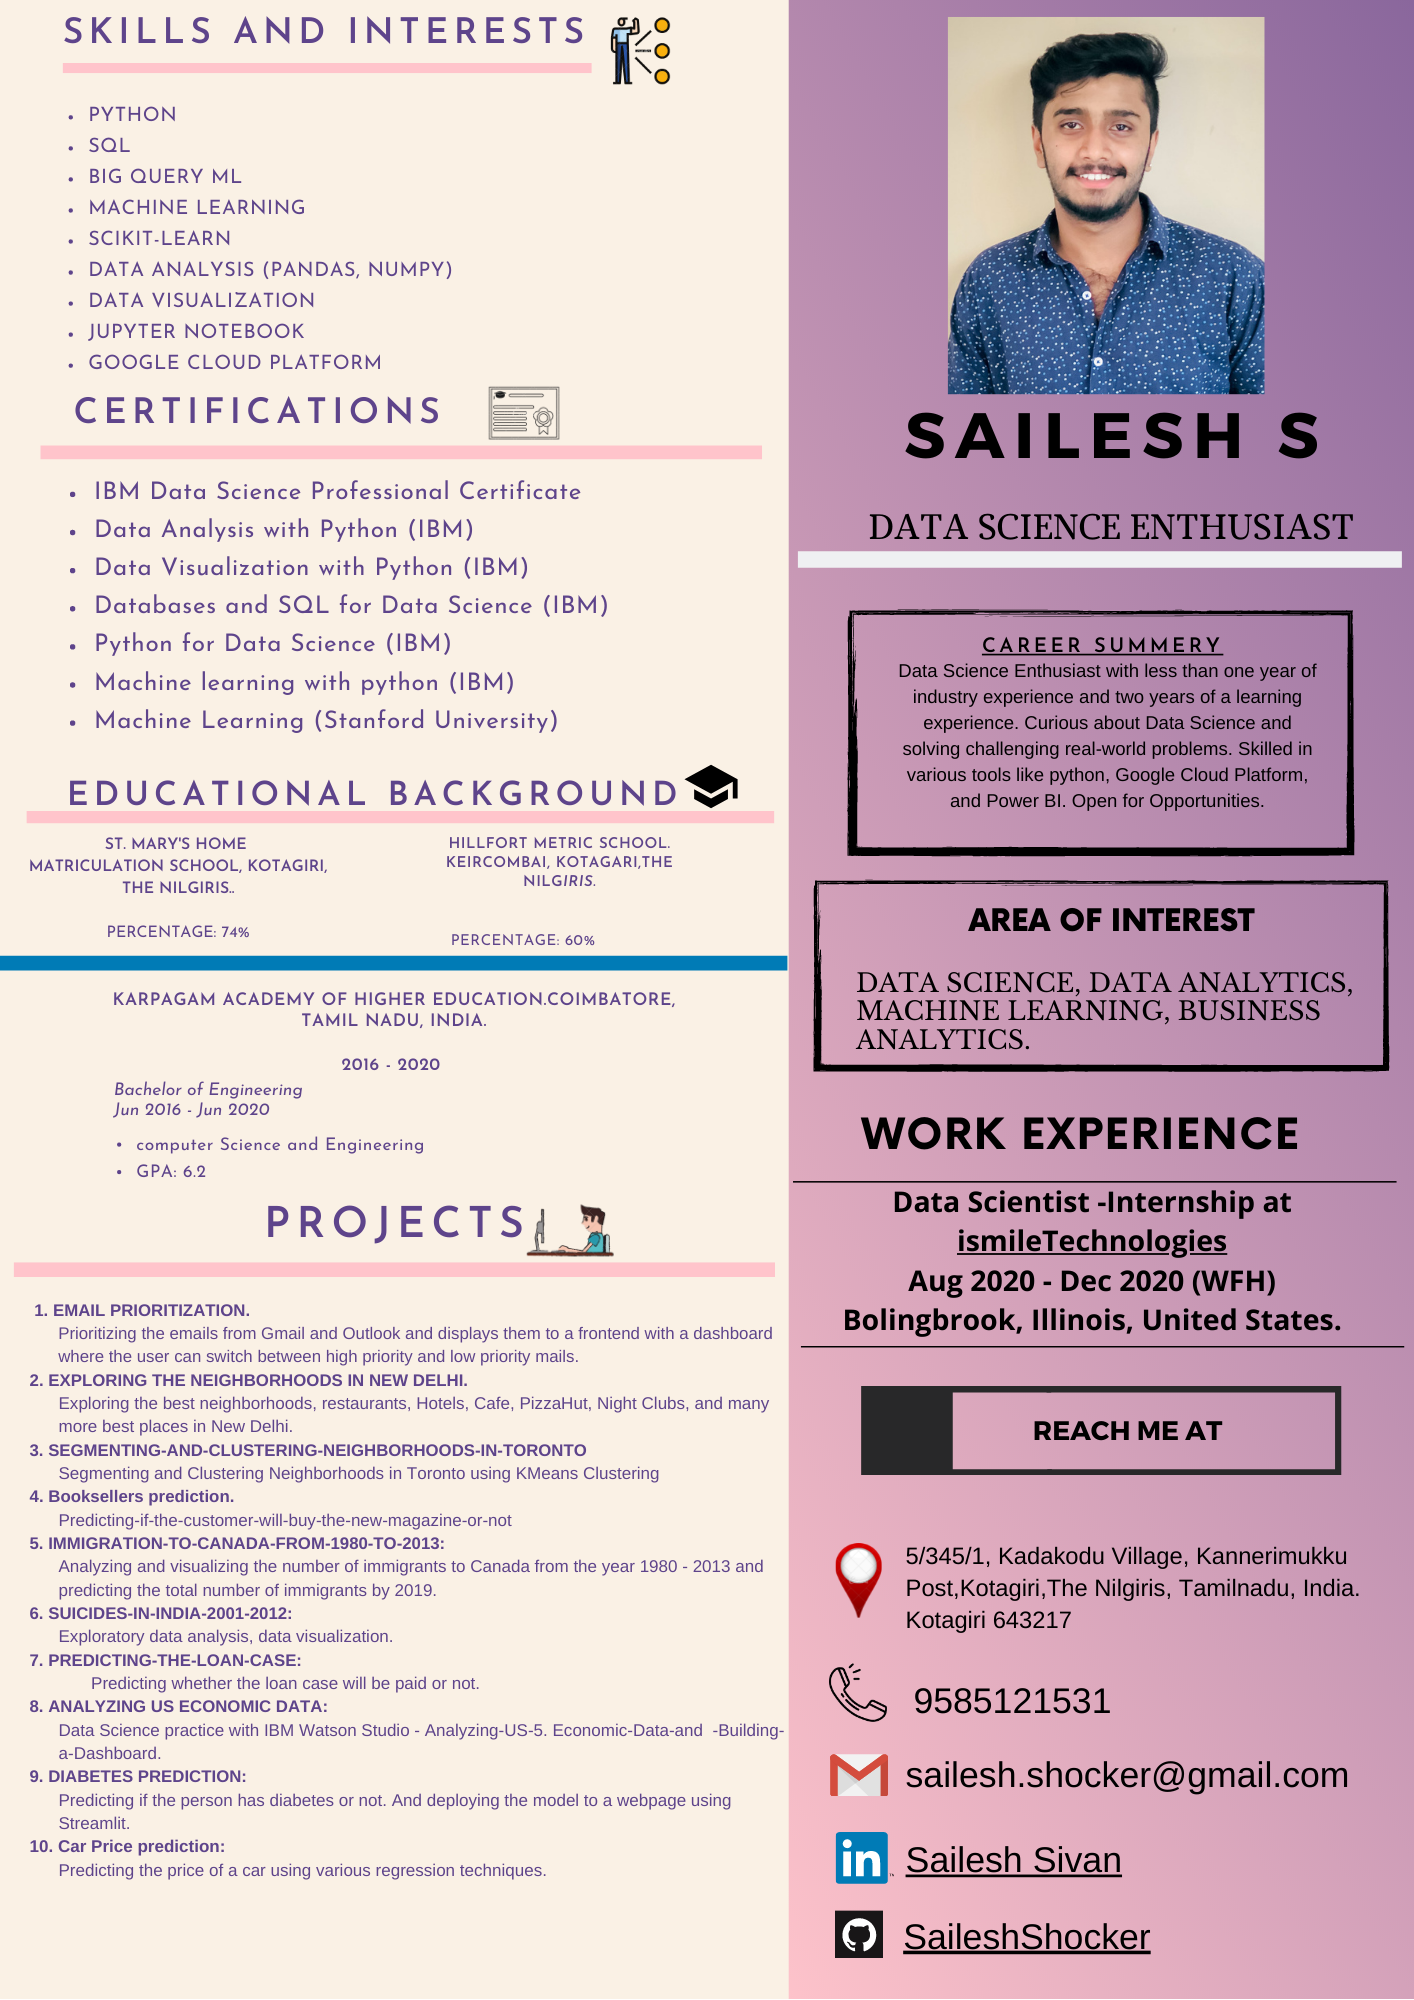 SKILLS AND INTERESTS
• PYTHON
• SQL
• BIG QUERY ML
• MACHINE LEARNING
• SCIKIT-LEARN
• DATA ANALYSIS (PANDAS, NUMPY)
• DATA VISUALIZATION
• JUPYTER NOTEBOOK
• GOOGLE CLOUD PLATFORM
CERTIFICATIONS
• IBM Data Science Professional Certificate
• Data Analysis with Python (IBM)
• Data Visualization with Python (IBM)
• Databases and SQL for Data Science (IBM)
• Python for Data Science (IBM)
• Machine learning with python (IBM)
• Machine Learning (Stanford University)
EDUCATIONAL BACKGROUND
ST. MARY'S HOME
MATRICULATION SCHOOL, KOTAGIRI,
THE NILGIRIS..
PERCENTAGE: 74%
HILLFORT METRIC SCHOOL.
KEIRCOMBAI, KOTAGARI,THE
NILGIRIS.
PERCENTAGE: 60%
KARPAGAM ACADEMY OF HIGHER EDUCATION.COIMBATORE,
TAMIL NADU, INDIA.
2016 - 2020
Bachelor of Engineering
Jun 2016 - Jun 2020
• computer Science and Engineering
• GPA: 6.2
PROJECTS
1. EMAIL PRIORITIZATION.
Prioritizing the emails from Gmail and Outlook and displays them to a frontend with a dashboard
where the user can switch between high priority and low priority mails.
2. EXPLORING THE NEIGHBORHOODS IN NEW DELHI.
Exploring the best neighborhoods, restaurants, Hotels, Cafe, PizzaHut, Night Clubs, and many
more best places in New Delhi.
3. SEGMENTING-AND-CLUSTERING-NEIGHBORHOODS-IN-TORONTO
Segmenting and Clustering Neighborhoods in Toronto using KMeans Clustering
4. Booksellers prediction.
Predicting-if-the-customer-will-buy-the-new-magazine-or-not
5. IMMIGRATION-TO-CANADA-FROM-1980-TO-2013:
Analyzing and visualizing the number of immigrants to Canada from the year 1980 - 2013 and
predicting the total number of immigrants by 2019.
6. SUICIDES-IN-INDIA-2001-2012:
Exploratory data analysis, data visualization.
7. PREDICTING-THE-LOAN-CASE:
Predicting whether the loan case will be paid or not.
8. ANALYZING US ECONOMIC DATA:
Data Science practice with IBM Watson Studio - Analyzing-US-5. Economic-Data-and -Building-
a-Dashboard.
9. DIABETES PREDICTION:
Predicting if the person has diabetes or not. And deploying the model to a webpage using
Streamlit.
10. Car Price prediction:
Predicting the price of a car using various regression techniques.
SAILESH S
DATA SCIENCE ENTHUSIAST
CAREER SUMMERY
Data Science Enthusiast with less than one year of
industry experience and two years of a learning
experience. Curious about Data Science and
solving challenging real-world problems. Skilled in
various tools like python, Google Cloud Platform,
and Power BI. Open for Opportunities.
AREA OF INTEREST
DATA SCIENCE, DATA ANALYTICS,
MACHINE LEARNING, BUSINESS
ANALYTICS.
WORK EXPERIENCE
Data Scientist -Internship at
ismileTechnologies
Aug 2020 - Dec 2020 (WFH)
Bolingbrook, Illinois, United States.
REACH ME AT
5/345/1, Kadakodu Village, Kannerimukku
Post,Kotagiri,The Nilgiris, Tamilnadu, India.
Kotagiri 643217
9585121531
sailesh.shocker@gmail.com
in
Sailesh Sivan
SaileshShocker